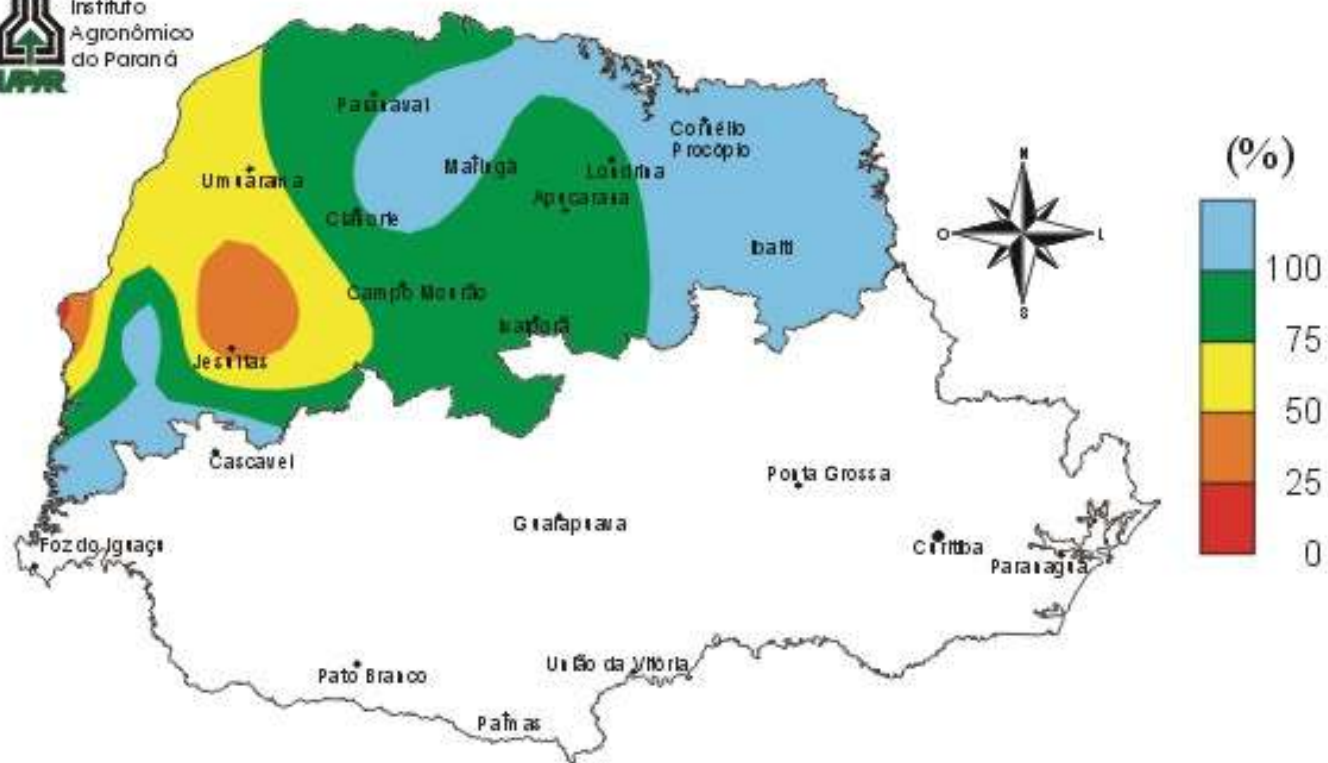 Instituto
Agronômico
do Paraná
IAPAR
Paranavaí
Cornélio
Procópio
Maringá
Londrina
Umuarama
Apucarana
Cianorte
Ibaiti
Campo Mourão
Ivaiporã
Jesuítas
Cascavel
Ponta Grossa
Guarapuava
Curitiba
Foz do Iguaçu
Paranaguá
União da Vitória
Pato Branco
Palmas
N
O
L
S
(%)
100
75
50
25
0